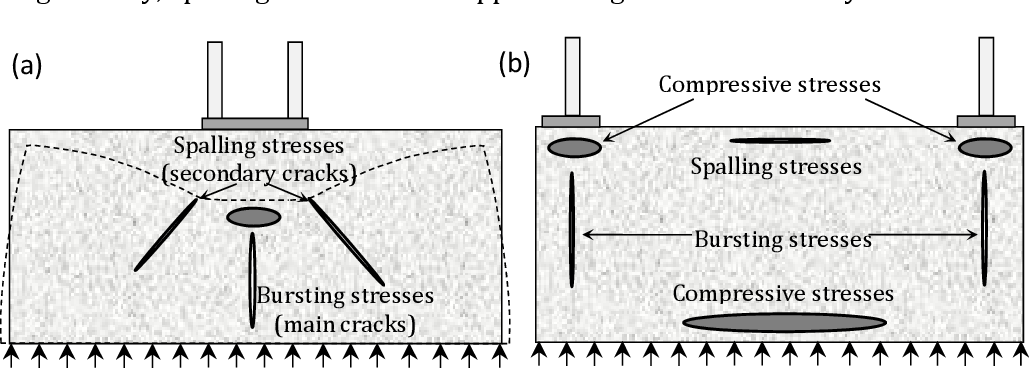 (a)
Spalling stresses
(secondary cracks)
Bursting stresses
(main cracks)
(b)
Compressive stresses
Spalling stresses
Bursting stresses
Compressive stresses